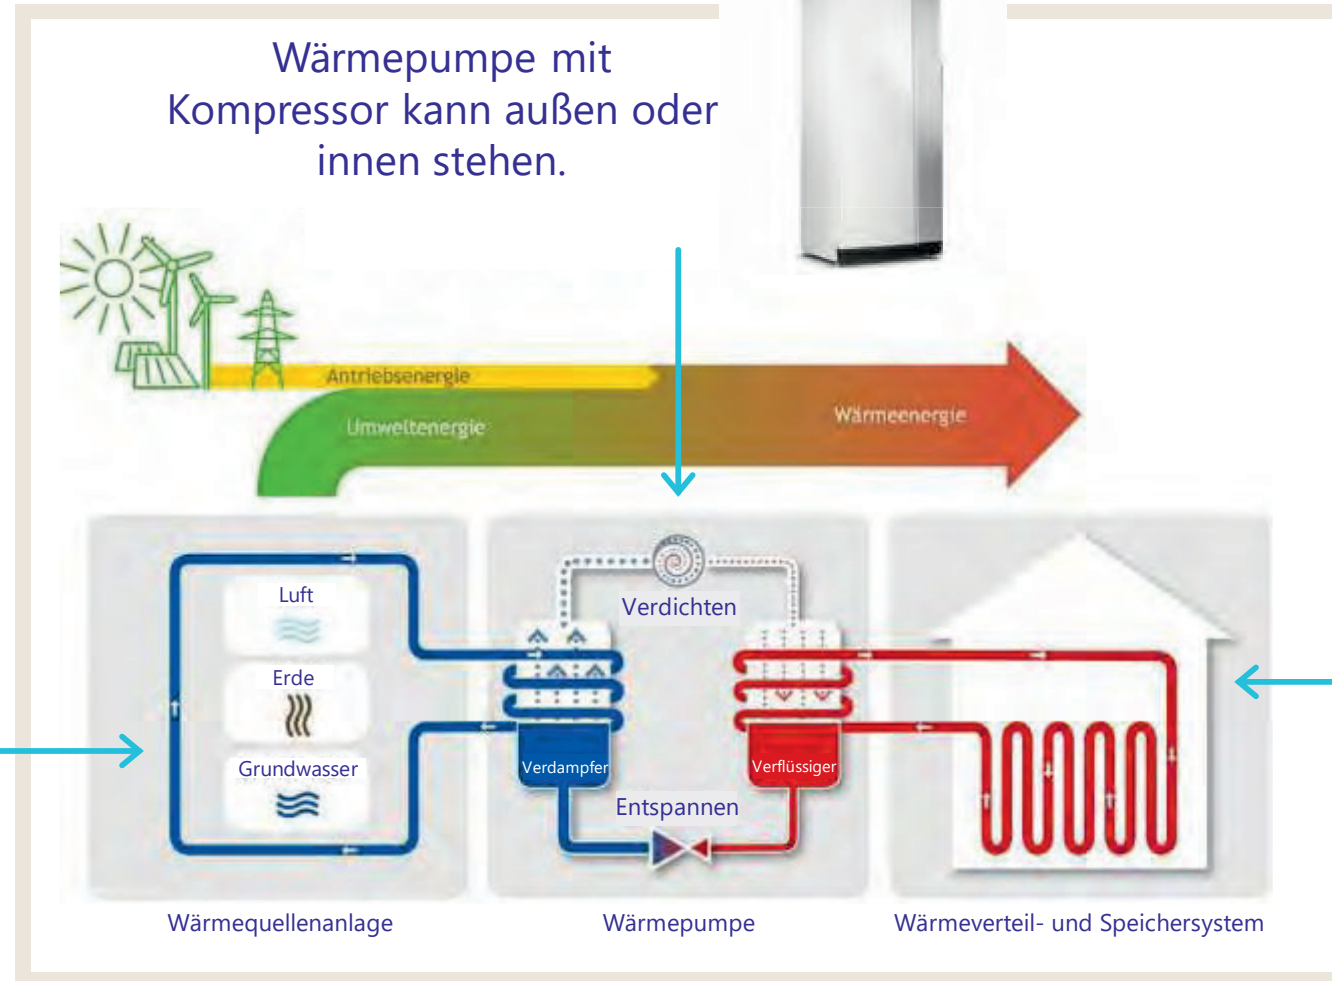 Wärmepumpe mit
Kompressor kann außen oder
innen stehen.
Antriebsenergie
Umweltenergie
Wärmeenergie
Luft
Erde
Grundwasser
Verdichten
Verdampfer
Verflüssiger
Entspannen
Wärmequellenanlage
Wärmepumpe
Wärmeverteil- und Speichersystem